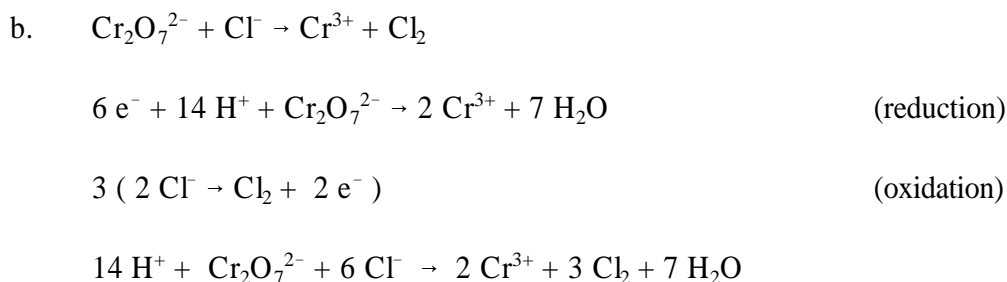 b. Cr₂O₇²⁻ + Cl⁻ → Cr³⁺ + Cl₂
6 e⁻ + 14 H⁺ + Cr₂O₇²⁻ → 2 Cr³⁺ + 7 H₂O (reduction)
3 ( 2 Cl⁻ → Cl₂ + 2 e⁻ ) (oxidation)
14 H⁺ + Cr₂O₇²⁻ + 6 Cl⁻ → 2 Cr³⁺ + 3 Cl₂ + 7 H₂O